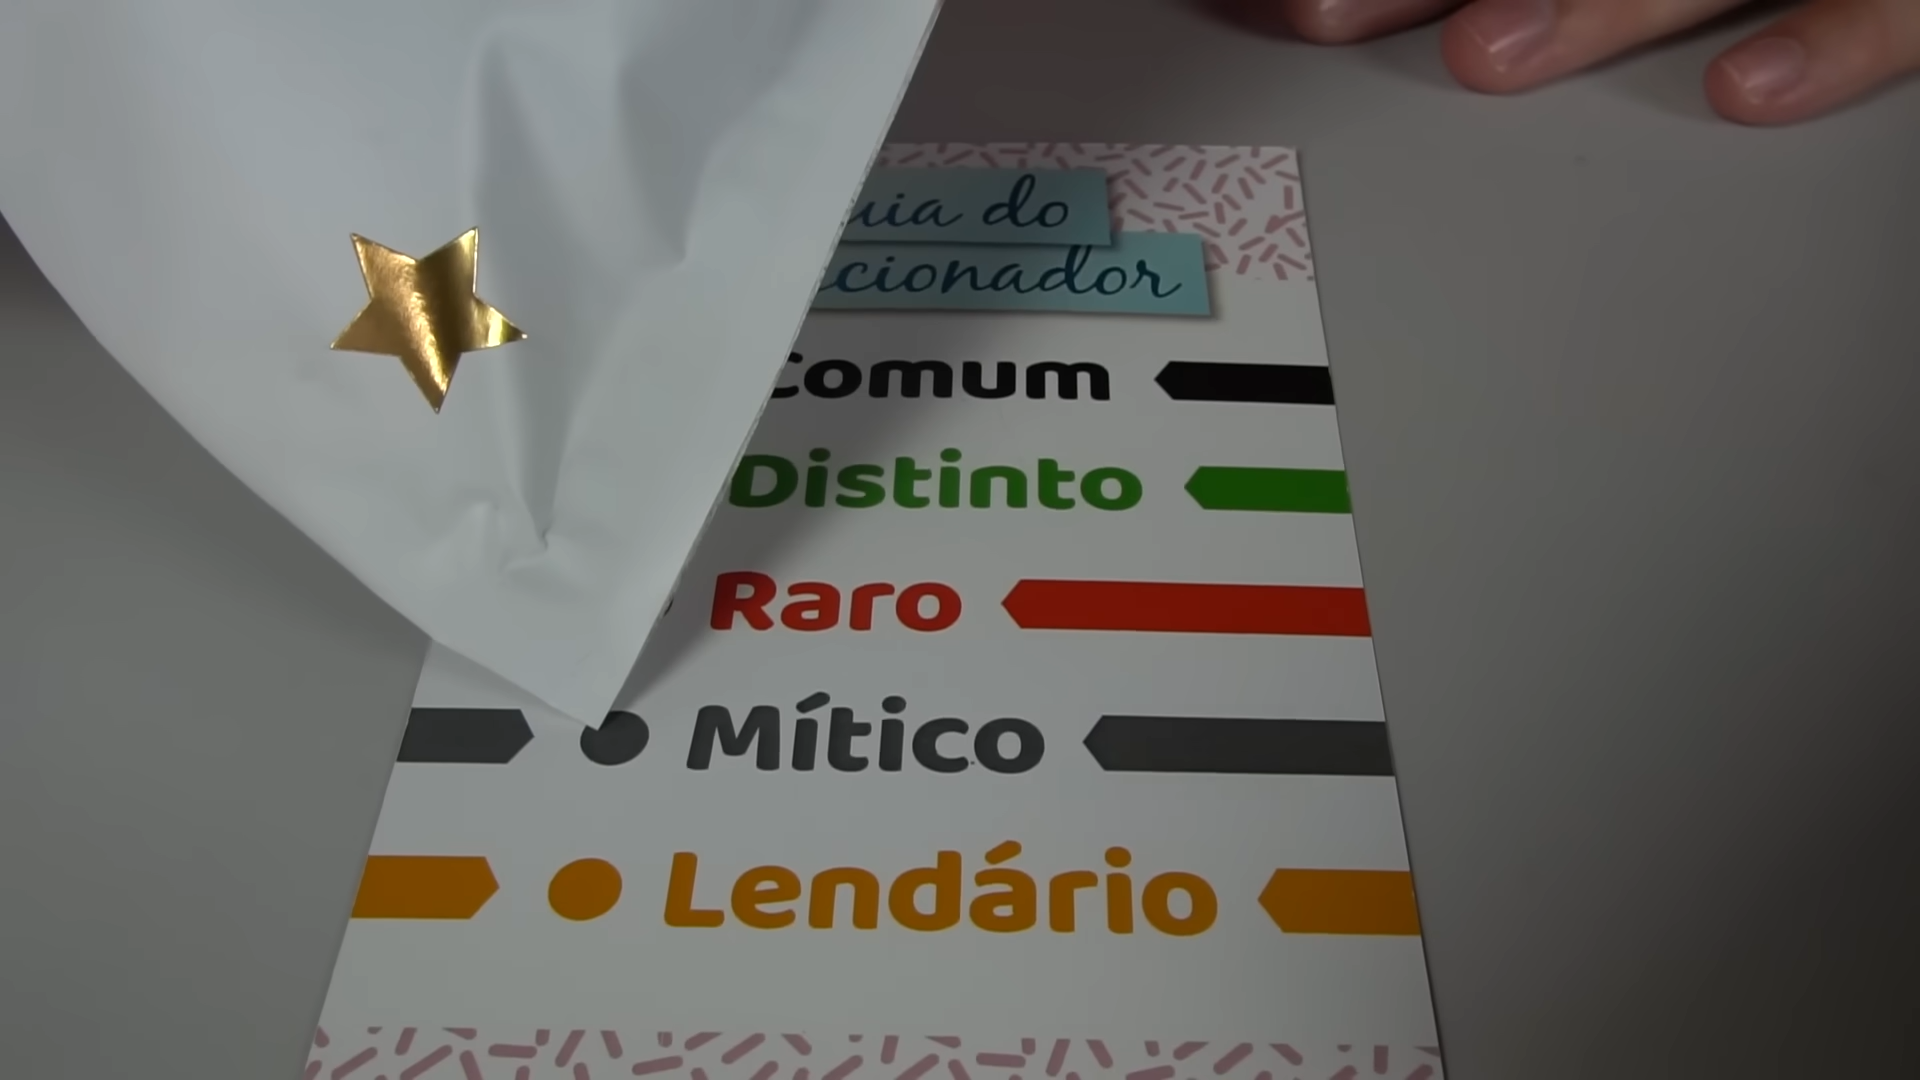 uia do
cionador
Comum
Distinto
Raro
Mítico
Lendário